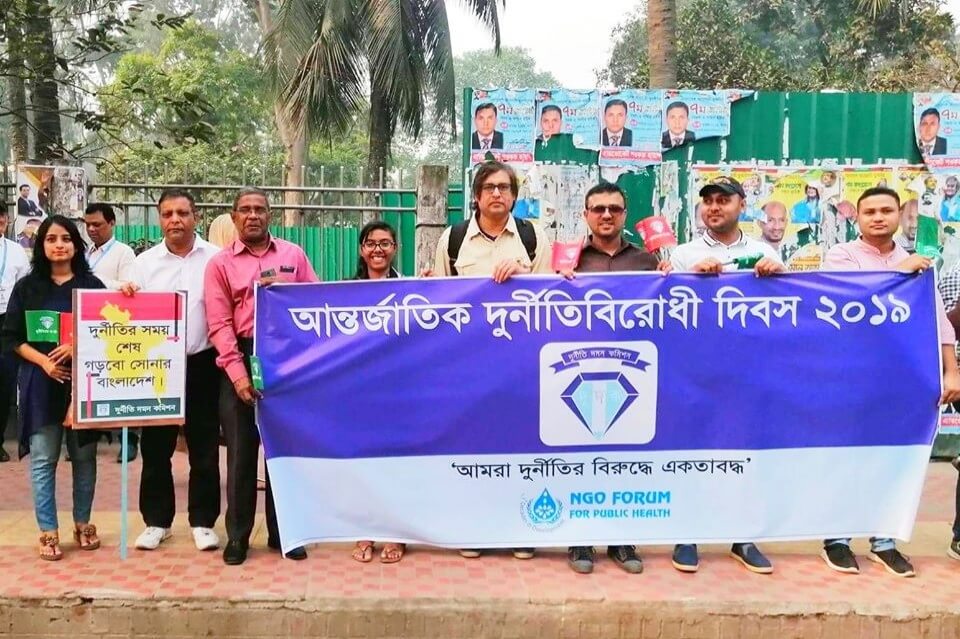 আন্তর্জাতিক দুর্নীতিবিরোধী দিবস ২০১৯
দুর্নীতি দমন কমিশন
‘আমরা দুর্নীতির বিরুদ্ধে একতাবদ্ধ’
NGO FORUM
FOR PUBLIC HEALTH
দুর্নীতির সময়
শেষ
গড়বো সোনার
বাংলাদেশ।
দুর্নীতি দমন কমিশন